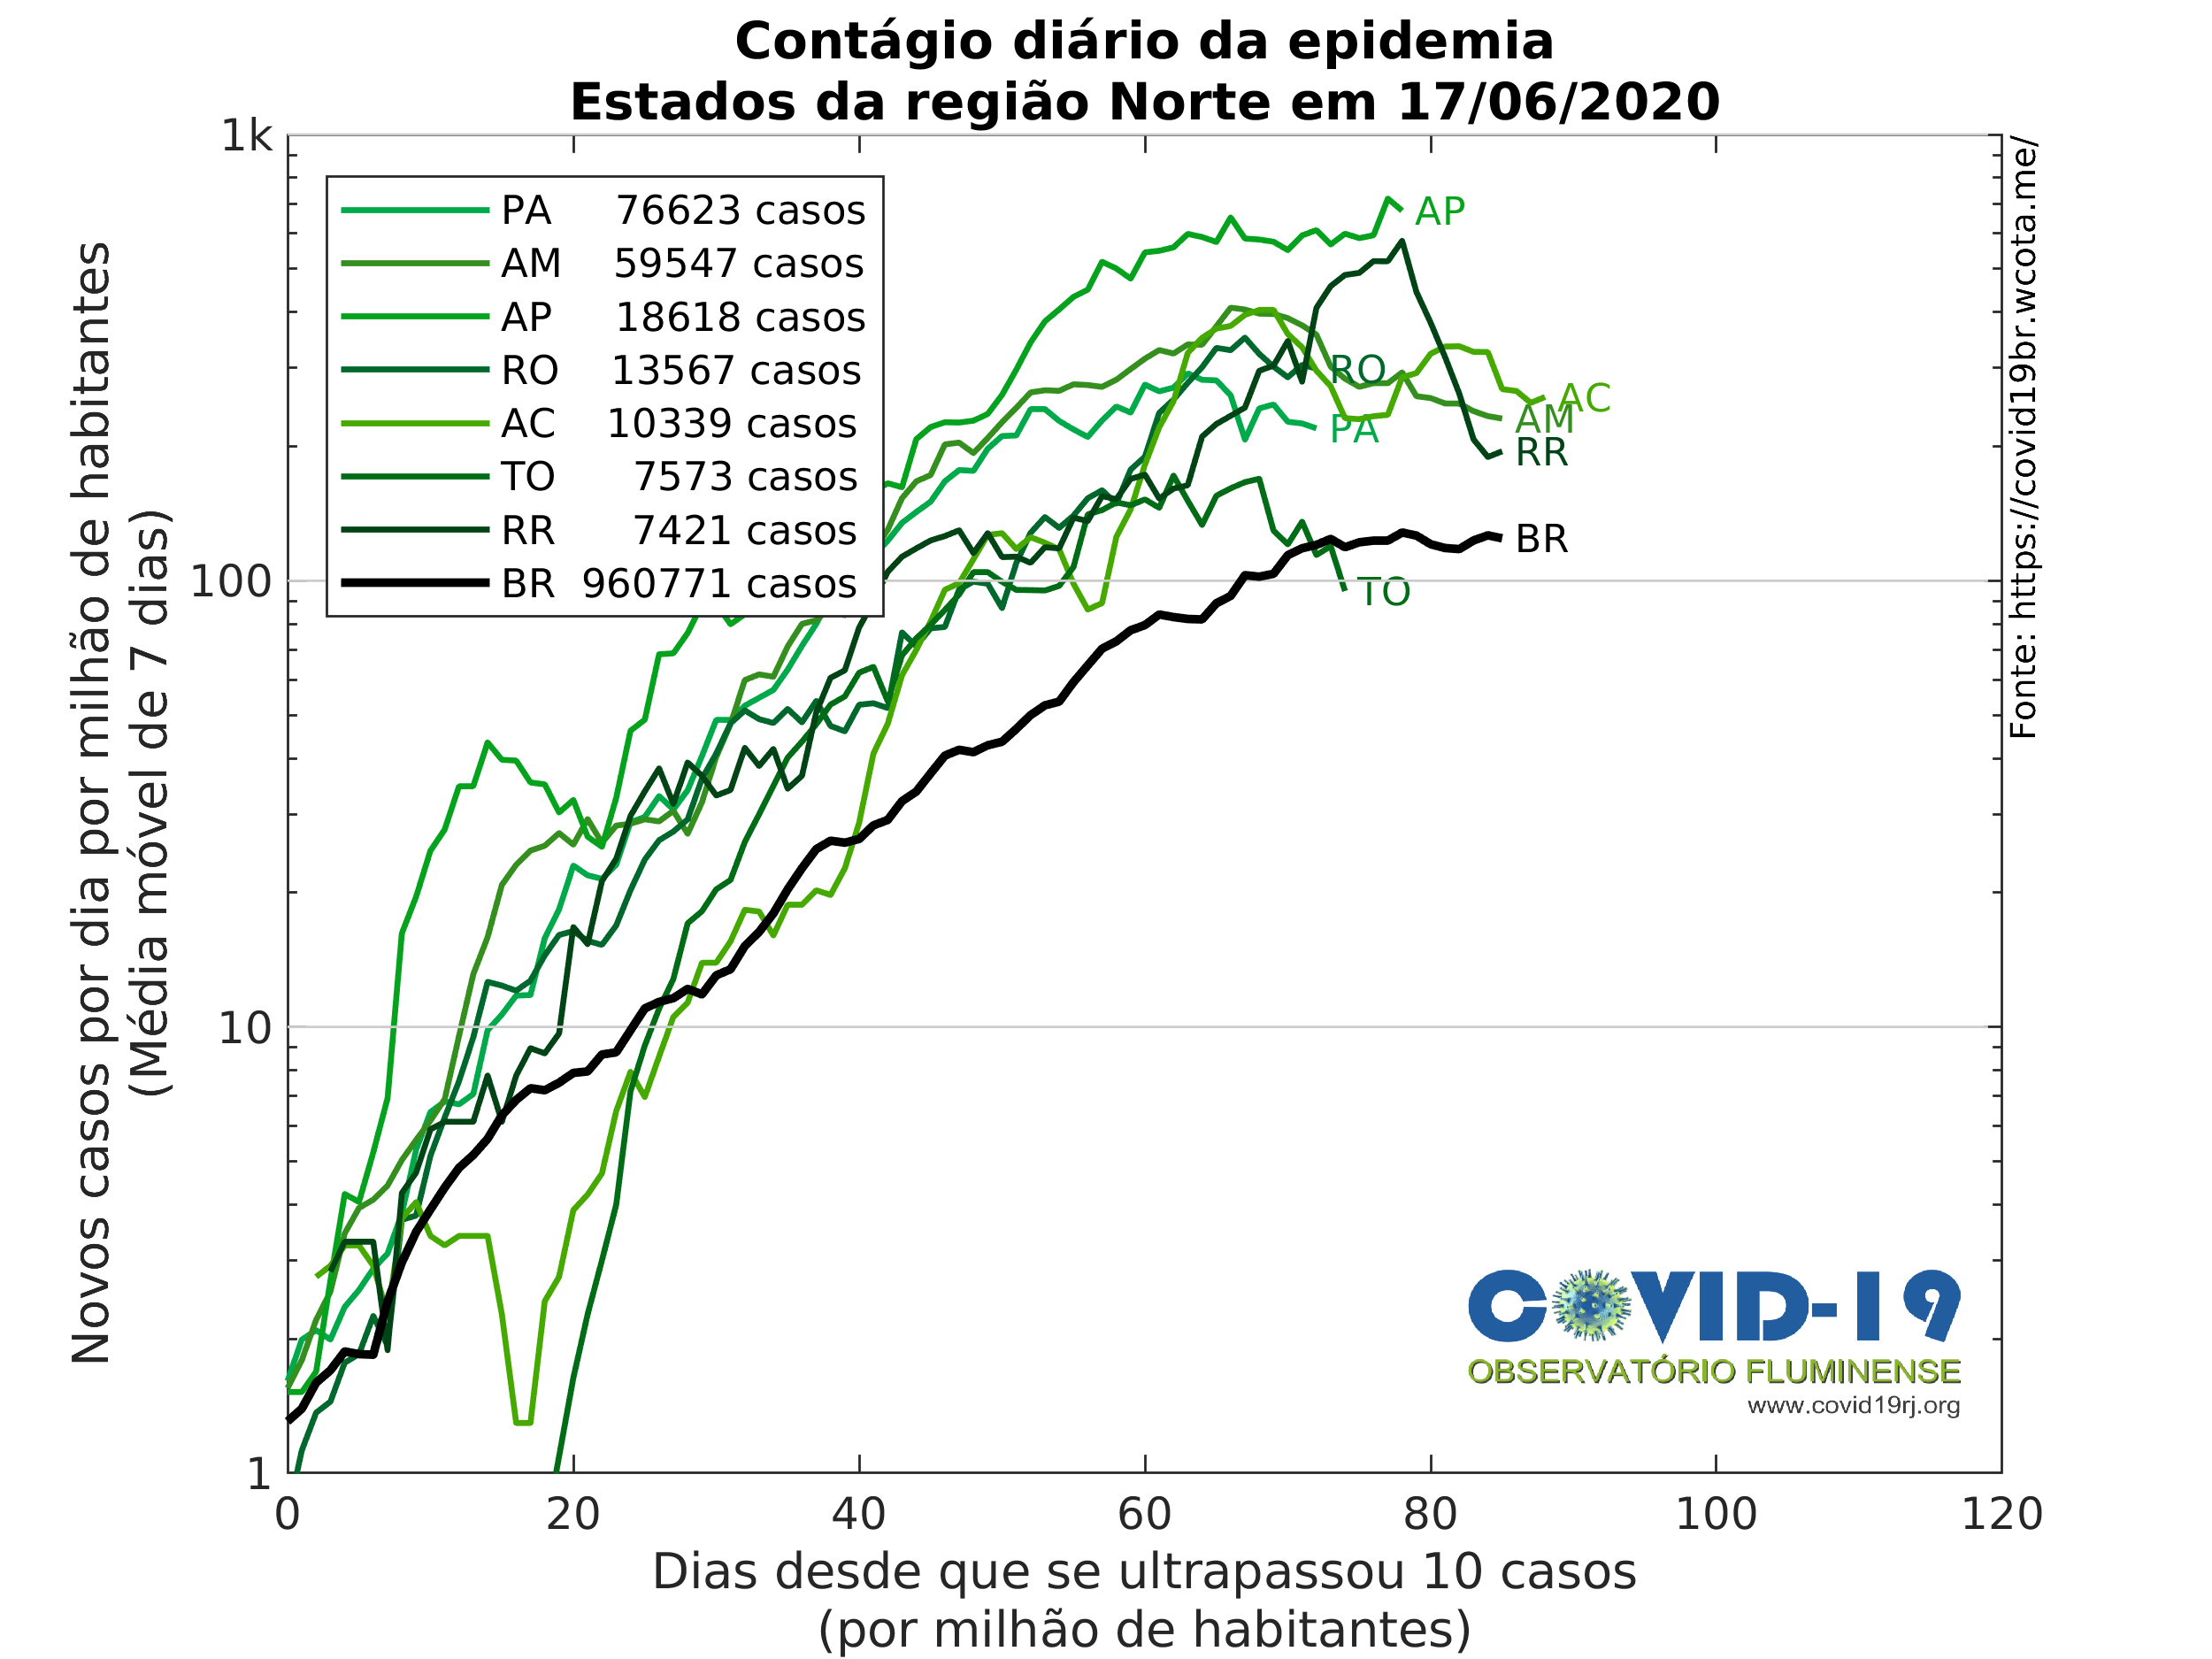 Contágio diário da epidemia
Estados da região Norte em 17/06/2020
1k
100
10
1
Novos casos por dia por milhão de habitantes
(Média móvel de 7 dias)
PA 76623 casos
AM 59547 casos
AP 18618 casos
RO 13567 casos
AC 10339 casos
TO 7573 casos
RR 7421 casos
BR 960771 casos
AP
RO
AC
AM
PA
RR
BR
TO
Fonte: https://covid19br.wcota.me/
COVID-19
OBSERVATÓRIO FLUMINENSE
www.covid19rj.org
0 20 40 60 80 100 120
Dias desde que se ultrapassou 10 casos
(por milhão de habitantes)